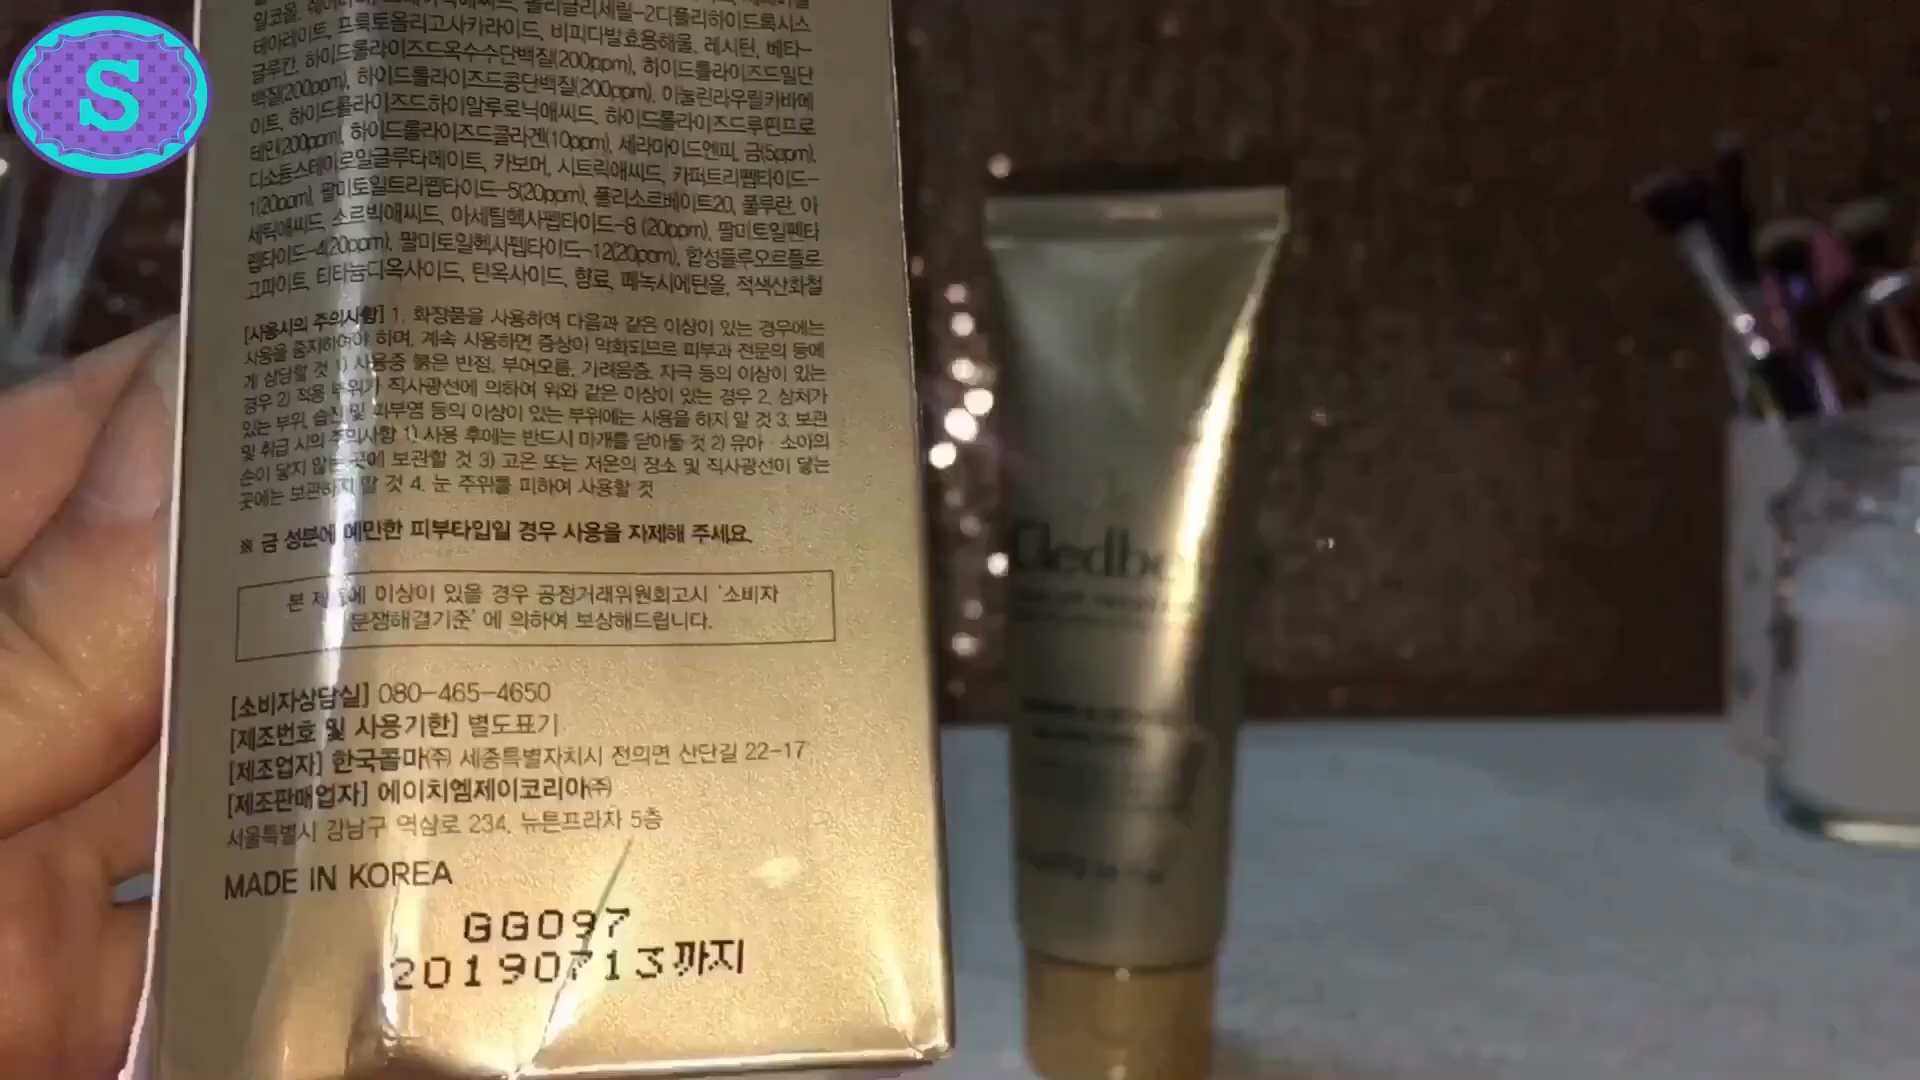 S
일코올,
폴리글리세릴-2디폴리하이드록시스
테아레이트, 프룩토올리고사카라이드, 비피다발효용해물, 레시틴, 베타-
글루칸, 하이드롤라이즈드옥수수단백질(200ppm), 하이드롤라이즈드밀단
백질(200ppm), 하이드롤라이즈드콩단백질(200ppm), 이눌린라우릴카바메
이트, 하이드롤라이즈드하이알루로닉애씨드, 하이드롤라이즈드루핀프로
테인(200ppm), 하이드롤라이즈드콜라겐(10ppm), 세라마이드엔피, 금(5ppm),
디소듐스테아로일글루타메이트, 카보머, 시트릭애씨드, 카퍼트리펩타이드-
1(20ppm), 팔미토일트리펩타이드-5(20ppm), 폴리소르베이트20, 풀루란, 아
세틱애씨드, 소르빅애씨드, 아세틸헥사펩타이드-8 (20ppm), 팔미토일펜타
펩타이드-4(20ppm), 팔미토일헥사펩타이드-12(20ppm), 합성플루오르플로
고파이트, 티타늄디옥사이드, 틴옥사이드, 향료, 페녹시에탄올, 적색산화철
[사용시의 주의사항] 1. 화장품을 사용하여 다음과 같은 이상이 있는 경우에는
사용을 중지하여야 하며, 계속 사용하면 증상이 악화되므로 피부과 전문의 등에
게 상담할 것 1) 사용중 붉은 반점, 부어오름, 가려움증, 자극 등의 이상이 있는
경우 2) 적용 부위가 직사광선에 의하여 위와 같은 이상이 있는 경우 2. 상처가
있는 부위, 습진 및 피부염 등의 이상이 있는 부위에는 사용을 하지 말 것 3. 보관
및 취급 시의 주의사항 1) 사용 후에는 반드시 마개를 닫아둘 것 2) 유아 · 소아의
손이 닿지 않는 곳에 보관할 것 3) 고온 또는 저온의 장소 및 직사광선이 닿는
곳에는 보관하지 말 것 4. 눈 주위를 피하여 사용할 것
※ 금 성분에 예민한 피부타입일 경우 사용을 자제해 주세요.
본 제품에 이상이 있을 경우 공정거래위원회고시 '소비자
분쟁해결기준' 에 의하여 보상해드립니다.
[소비자상담실] 080-465-4650
[제조번호 및 사용기한] 별도표기
[제조업자] 한국콜마㈜ 세종특별자치시 전의면 산단길 22-17
[제조판매업자] 에이치엠제이코리아㈜
서울특별시 강남구 역삼로 234, 뉴튼프라자 5층
MADE IN KOREA
GG097
20190713까지